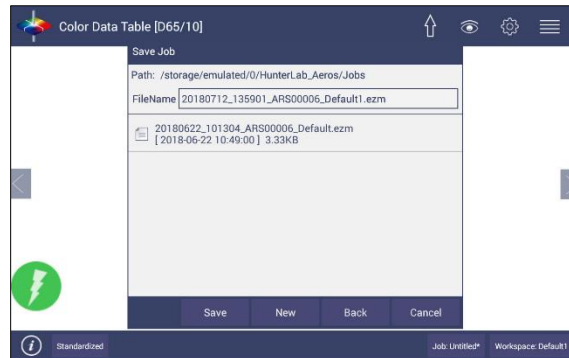 Color Data Table [D65/10]
Save Job
Path: /storage/emulated/0/HunterLab_Aeros/Jobs
FileName 20180712_135901_ARS00006_Default1.ezm
20180622_101304_ARS00006_Default.ezm
[ 2018-06-22 10:49:00 ] 3.33KB
Save New Back Cancel
i Standardized Job: Untitled* Workspace: Default1